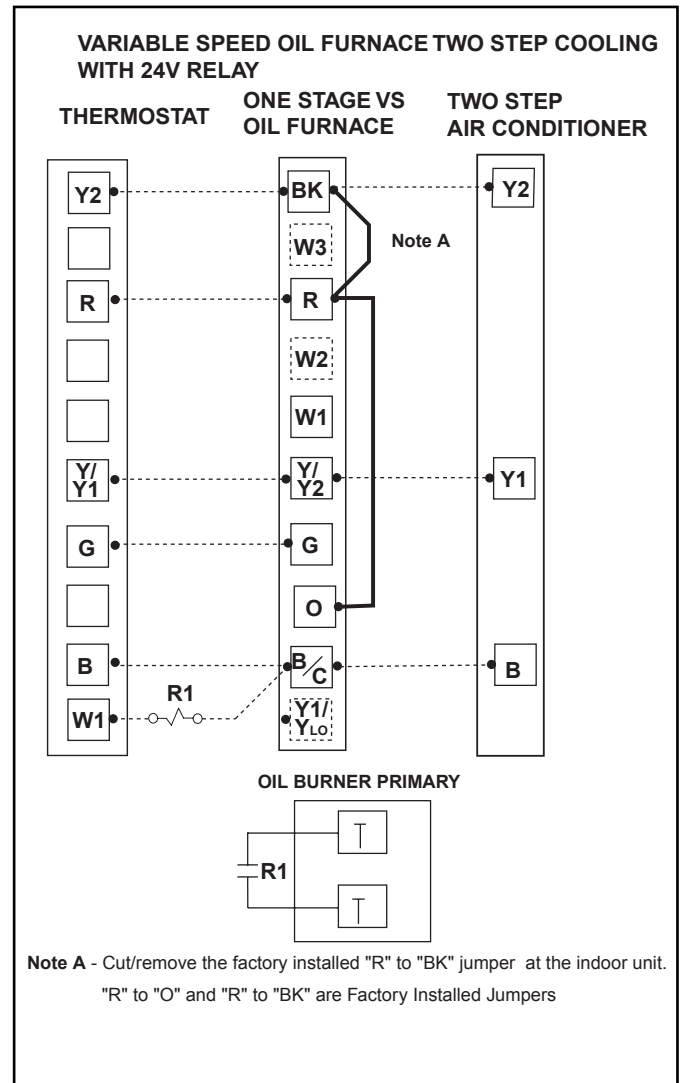 VARIABLE SPEED OIL FURNACE TWO STEP COOLING
WITH 24V RELAY
THERMOSTAT
ONE STAGE VS
OIL FURNACE
TWO STEP
AIR CONDITIONER
Y2
BK
Y2
W3
Note A
R
R
W2
W1
Y/
Y1
Y/
Y2
Y1
G
G
O
B
B/C
B
R1
W1
Y1/
YLO
OIL BURNER PRIMARY
T
R1
T
Note A - Cut/remove the factory installed "R" to "BK" jumper at the indoor unit.
"R" to "O" and "R" to "BK" are Factory Installed Jumpers